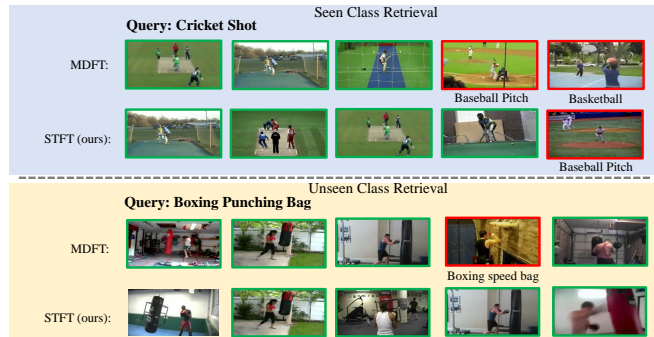 Seen Class Retrieval
Query: Cricket Shot
MDFT:
Baseball Pitch
Basketball
STFT (ours):
Baseball Pitch
Unseen Class Retrieval
Query: Boxing Punching Bag
MDFT:
Boxing speed bag
STFT (ours):